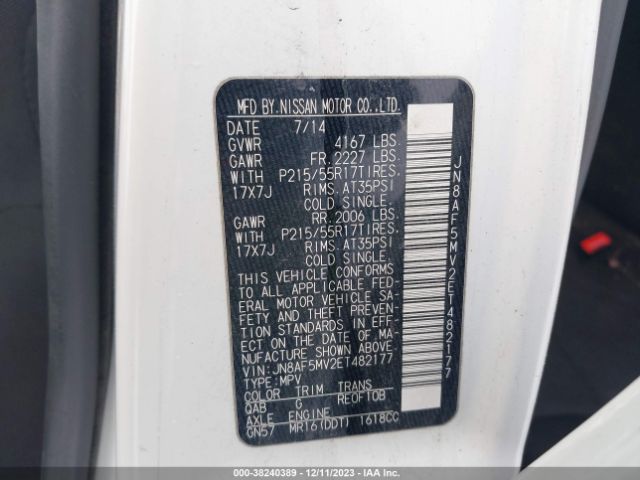 MFD BY NISSAN MOTOR CO., LTD.
DATE 7/14
GVWR 4167 LBS.
GAWR FR. 2227 LBS.
WITH P215/55R17TIRES.
17X7J RIMS. AT35PSI
COLD SINGLE.
GAWR RR. 2006 LBS.
WITH P215/55R17TIRES.
17X7J RIMS. AT35PSI
COLD SINGLE.
THIS VEHICLE CONFORMS
TO ALL APPLICABLE FED-
ERAL MOTOR VEHICLE SA-
FETY AND THEFT PREVEN-
TION STANDARDS IN EFF-
ECT ON THE DATE OF MA-
NUFACTURE SHOWN ABOVE.
VIN:JN8AF5MV2ET482177
TYPE:MPV
COLOR TRIM TRANS
QAB G RE0F10B
AXLE ENGINE
GN57 MR16(DDT) 1618CC
JN8AF5MV2ET482177
000-38240389 - 12/11/2023 - IAAI.COM